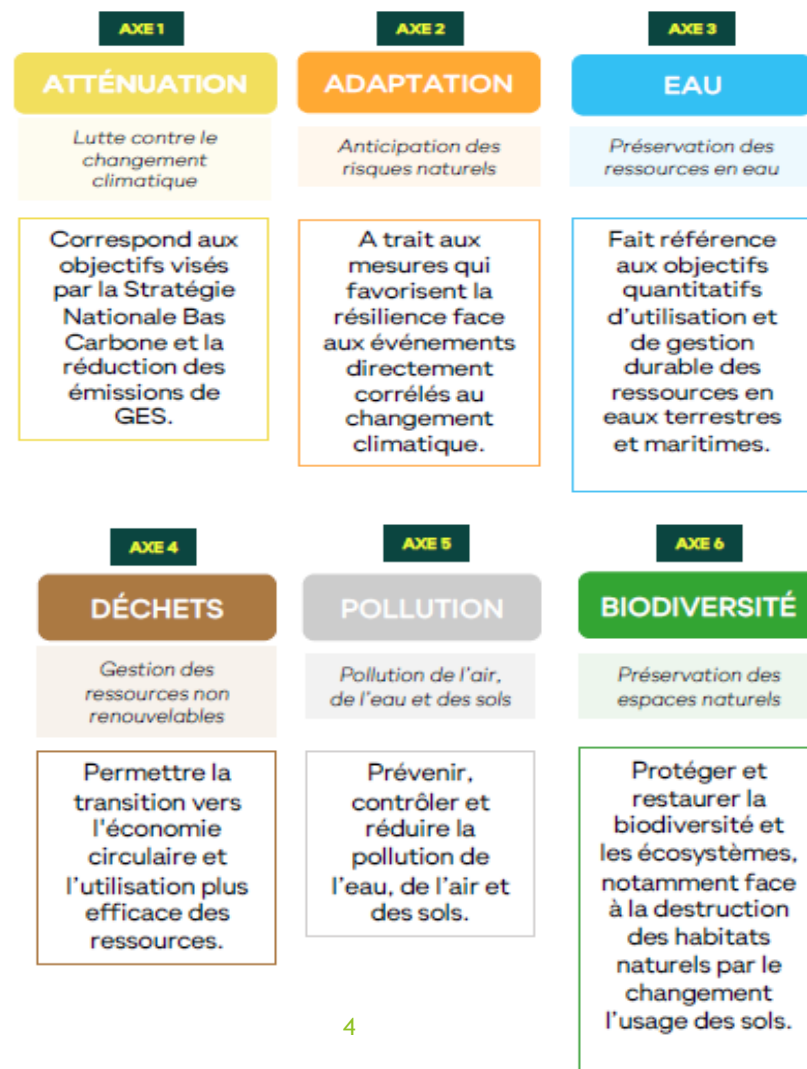 AXE 1
ATTÉNUATION
Lutte contre le
changement
climatique
Correspond aux
objectifs visés
par la Stratégie
Nationale Bas
Carbone et la
réduction des
émissions de
GES.
AXE 2
ADAPTATION
Anticipation des
risques naturels
A trait aux
mesures qui
favorisent la
résilience face
aux événements
directement
corrélés au
changement
climatique.
AXE 3
EAU
Préservation des
ressources en eau
Fait référence
aux objectifs
quantitatifs
d'utilisation et
de gestion
durable des
ressources en
eaux terrestres
et maritimes.
AXE 4
DÉCHETS
Gestion des
ressources non
renouvelables
Permettre la
transition vers
l'économie
circulaire et
l'utilisation plus
efficace des
ressources.
AXE 5
POLLUTION
Pollution de l'air,
de l'eau et des sols
Prévenir,
contrôler et
réduire la
pollution de
l'eau, de l'air et
des sols.
AXE 6
BIODIVERSITÉ
Préservation des
espaces naturels
Protéger et
restaurer la
biodiversité et
les écosystèmes,
notamment face
à la destruction
des habitats
naturels par le
changement
l'usage des sols.
4